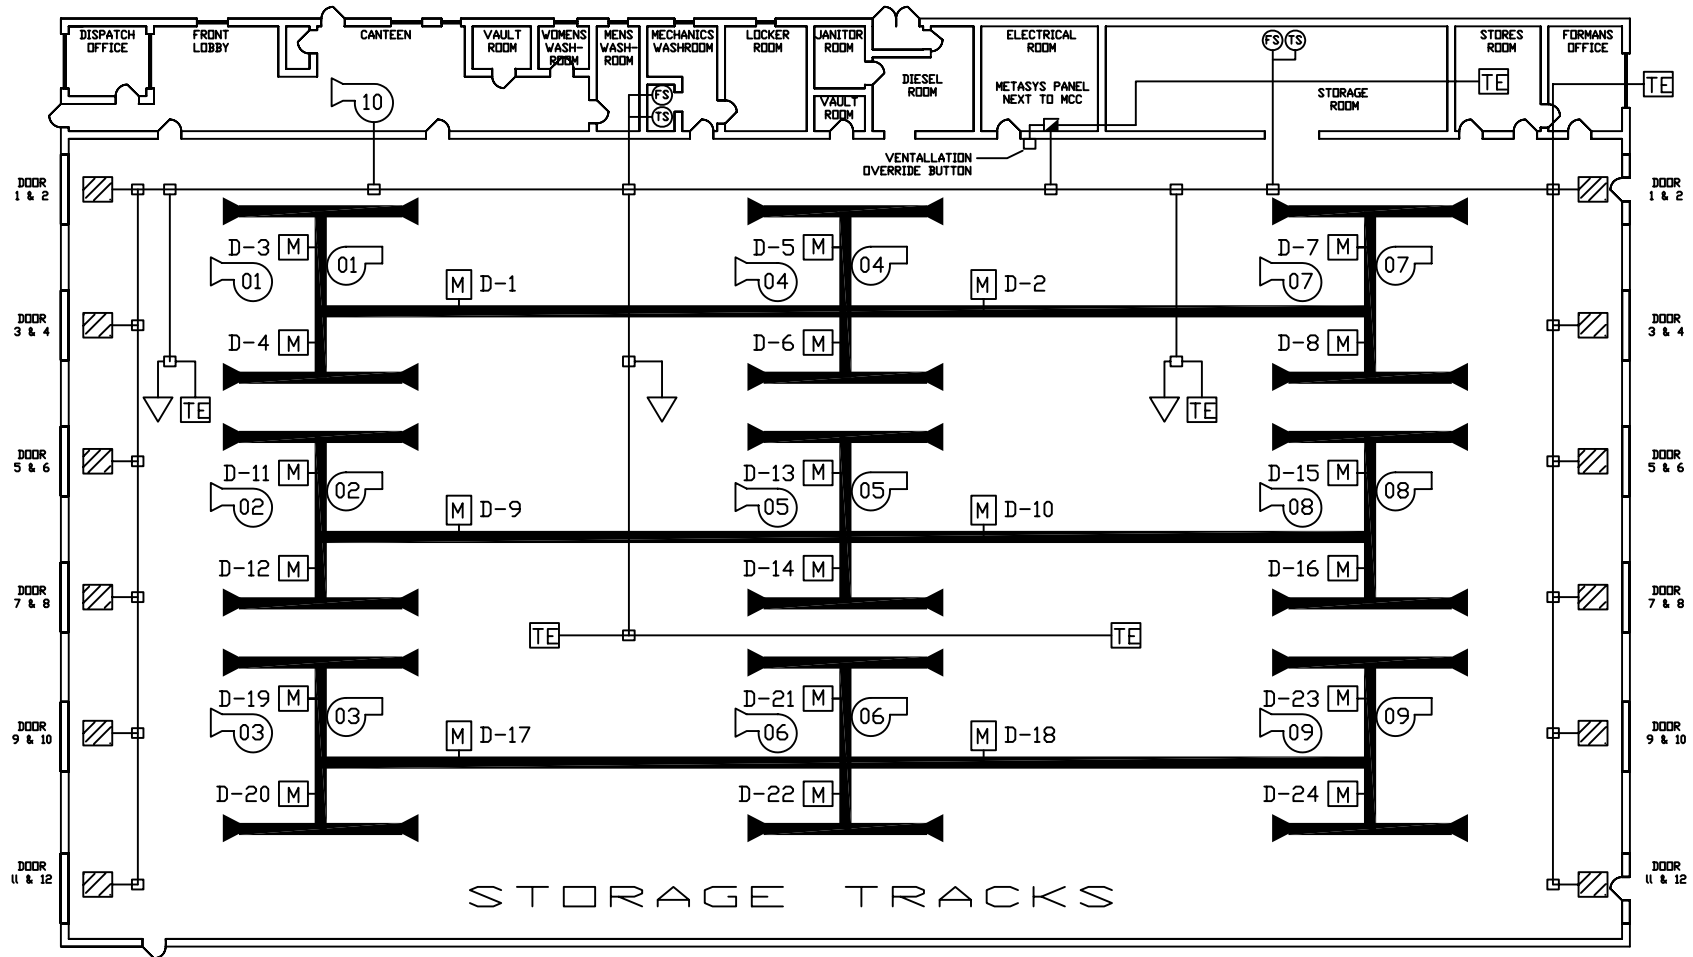 DISPATCH
OFFICE
FRONT
LOBBY
CANTEEN
VAULT
ROOM
WOMENS
WASH-
ROOM
MENS
WASH-
ROOM
MECHANICS
WASHROOM
LOCKER
ROOM
JANITOR
ROOM
VAULT
ROOM
DIESEL
ROOM
ELECTRICAL
ROOM
METASYS PANEL
NEXT TO MCC
STORAGE
ROOM
STORES
ROOM
FORMANS
OFFICE
FS
TS
FS TS
TE
TE
10
VENTALLATION
OVERRIDE BUTTON
DOOR
1 & 2
DOOR
1 & 2
D-3 M
01
01
M D-1
D-5 M
04
04
M D-2
D-7 M
07
07
DOOR
3 & 4
DOOR
3 & 4
D-4 M
D-6 M
D-8 M
TE
TE
DOOR
5 & 6
DOOR
5 & 6
D-11 M
02
02
M D-9
D-13 M
05
05
M D-10
D-15 M
08
08
DOOR
7 & 8
DOOR
7 & 8
D-12 M
D-14 M
D-16 M
TE
TE
D-19 M
03
03
M D-17
D-21 M
06
06
M D-18
D-23 M
09
09
DOOR
9 & 10
DOOR
9 & 10
D-20 M
D-22 M
D-24 M
DOOR
11 & 12
DOOR
11 & 12
STORAGE TRACKS